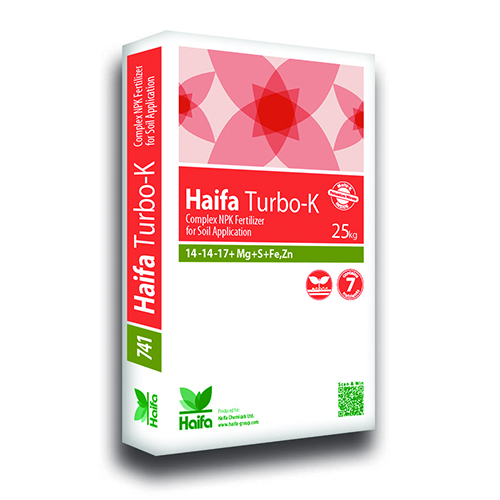 Haifa Turbo-K
Complex NPK Fertilizer
for Soil Application
25kg
14-14-17+ Mg+S+Fe,Zn
7
Scan & Win
Haifa
Produced by:
Haifa Chemicals Ltd.
www.haifa-group.com
741
Haifa Turbo-K
Complex NPK Fertilizer
for Soil Application
Haifa